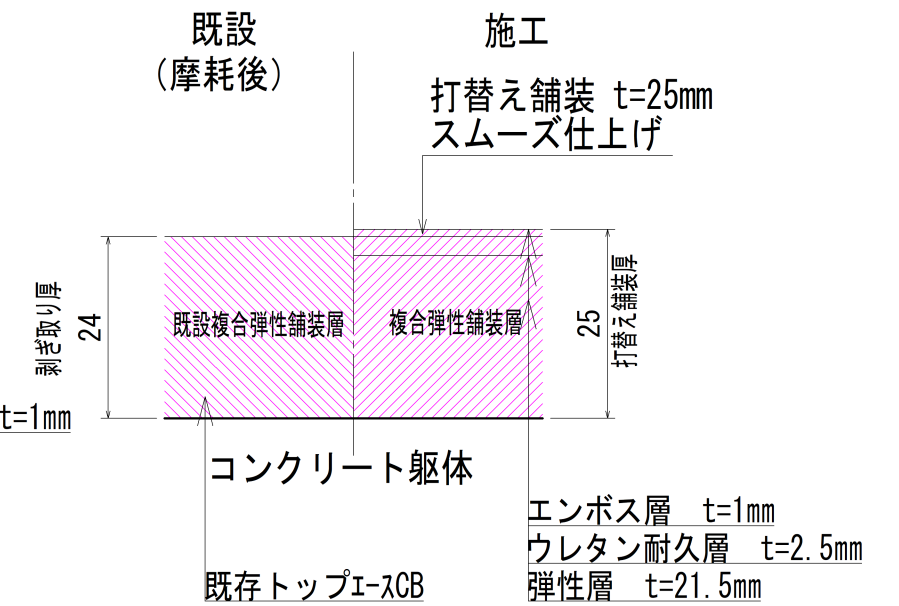 既設
(摩耗後)
施工
打替え舗装 t=25mm
スムーズ仕上げ
剥ぎ取り厚
24
既設複合弾性舗装層
複合弾性舗装層
25
打替え舗装厚
t=1mm
コンクリート躯体
エンボス層 t=1mm
ウレタン耐久層 t=2.5mm
弾性層 t=21.5mm
既存トップエースCB